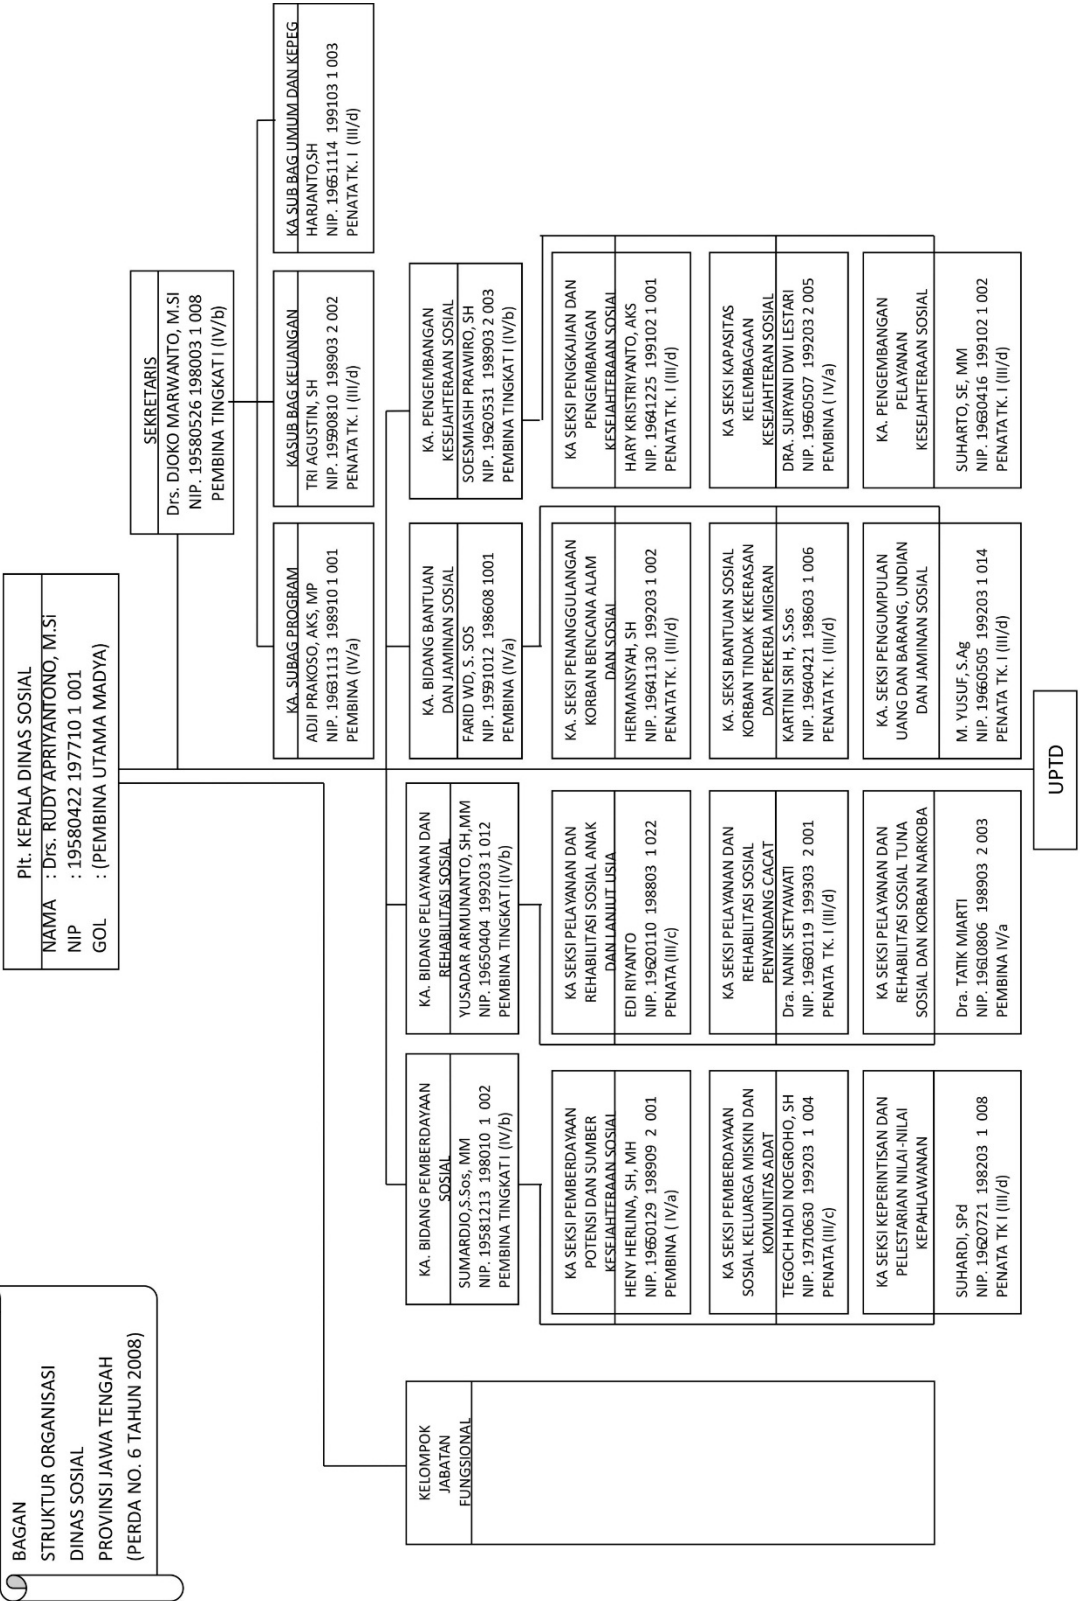 BAGAN
STRUKTUR ORGANISASI
DINAS SOSIAL
PROVINSI JAWA TENGAH
(PERDA NO. 6 TAHUN 2008)
Plt. KEPALA DINAS SOSIAL
NAMA : Drs. RUDY APRIYANTONO, M.Si
NIP : 19580422 197710 1 001
GOL : (PEMBINA UTAMA MADYA)
SEKRETARIS
Drs. DJOKO MARWANTO, M.SI
NIP. 19580526 198003 1 008
PEMBINA TINGKAT I (IV/b)
KA. SUBAG PROGRAM
ADJI PRAKOSO, AKS, MP
NIP. 19631113 198910 1 001
PEMBINA (IV/a)
KASUB BAG KEUANGAN
TRI AGUSTIN, SH
NIP. 19590810 198903 2 002
PENATA TK. I (III/d)
KA SUB BAG UMUM DAN KEPEG
HARJANTO,SH
NIP. 19651114 199103 1 003
PENATA TK. I (III/d)
KELOMPOK
JABATAN
FUNGSIONAL
KA. BIDANG PEMBERDAYAAN
SOSIAL
SUMARDJO,S.Sos, MM
NIP. 19581213 198010 1 002
PEMBINA TINGKAT I (IV/b)
KA. BIDANG PELAYANAN DAN
REHABILITASI SOSIAL
YUSADAR ARMUNANTO, SH,MM
NIP. 19650404 199203 1 012
PEMBINA TINGKAT I(IV/b)
KA. BIDANG BANTUAN
DAN JAMINAN SOSIAL
FARID WD, S. SOS
NIP. 19591012 198608 1001
PEMBINA (IV/a)
KA. PENGEMBANGAN
KESEJAHTERAAN SOSIAL
SOESMIASIH PRAWIRO, SH
NIP. 19620531 198903 2 003
PEMBINA TINGKAT I (IV/b)
KA SEKSI PEMBERDAYAAN
POTENSI DAN SUMBER
KESEJAHTERAAN SOSIAL
HENY HERLINA, SH, MH
NIP. 19650129 198909 2 001
PEMBINA ( IV/a)
KA SEKSI PELAYANAN DAN
REHABILITASI SOSIAL ANAK
DAN LANJUT USIA
EDI RIYANTO
NIP. 19620110 198803 1 022
PENATA (III/c)
KA. SEKSI PENANGGULANGAN
KORBAN BENCANA ALAM
DAN SOSIAL
HERMANSYAH, SH
NIP. 19641130 199203 1 002
PENATA TK. I (III/d)
KA SEKSI PENGKAJIAN DAN
PENGEMBANGAN
KESEJAHTERAAN SOSIAL
HARY KRISTRIYANTO, AKS
NIP. 19641225 199102 1 001
PENATA TK. I (III/d)
KA SEKSI PEMBERDAYAAN
SOSIAL KELUARGA MISKIN DAN
KOMUNITAS ADAT
TEGOCH HADI NOEGROHO, SH
NIP. 19710630 199203 1 004
PENATA (III/c)
KA SEKSI PELAYANAN DAN
REHABILITASI SOSIAL
PENYANDANG CACAT
Dra. NANIK SETYAWATI
NIP. 19630119 199303 2 001
PENATA TK. I (III/d)
KA. SEKSI BANTUAN SOSIAL
KORBAN TINDAK KEKERASAN
DAN PEKERJA MIGRAN
KARTINI SRI H, S.Sos
NIP. 19640421 198603 1 006
PENATA TK. I (III/d)
KA SEKSI KAPASITAS
KELEMBAGAAN
KESEJAHTERAN SOSIAL
DRA. SURYANI DWI LESTARI
NIP. 19650507 199203 2 005
PEMBINA ( IV/a)
KA SEKSI KEPERINTISAN DAN
PELESTARIAN NILAI-NILAI
KEPAHLAWANAN
SUHARDI, SPd
NIP. 19620721 198203 1 008
PENATA TK I (III/d)
KA SEKSI PELAYANAN DAN
REHABILITASI SOSIAL TUNA
SOSIAL DAN KORBAN NARKOBA
Dra. TATIK MIARTI
NIP. 19610806 198903 2 003
PEMBINA IV/a
KA. SEKSI PENGUMPULAN
UANG DAN BARANG, UNDIAN
DAN JAMINAN SOSIAL
M. YUSUF, S.Ag
NIP. 19660505 199203 1 014
PENATA TK. I (III/d)
KA. PENGEMBANGAN
PELAYANAN
KESEJAHTERAAN SOSIAL
SUHARTO, SE, MM
NIP. 19630416 199102 1 002
PENATA TK. I (III/d)
UPTD